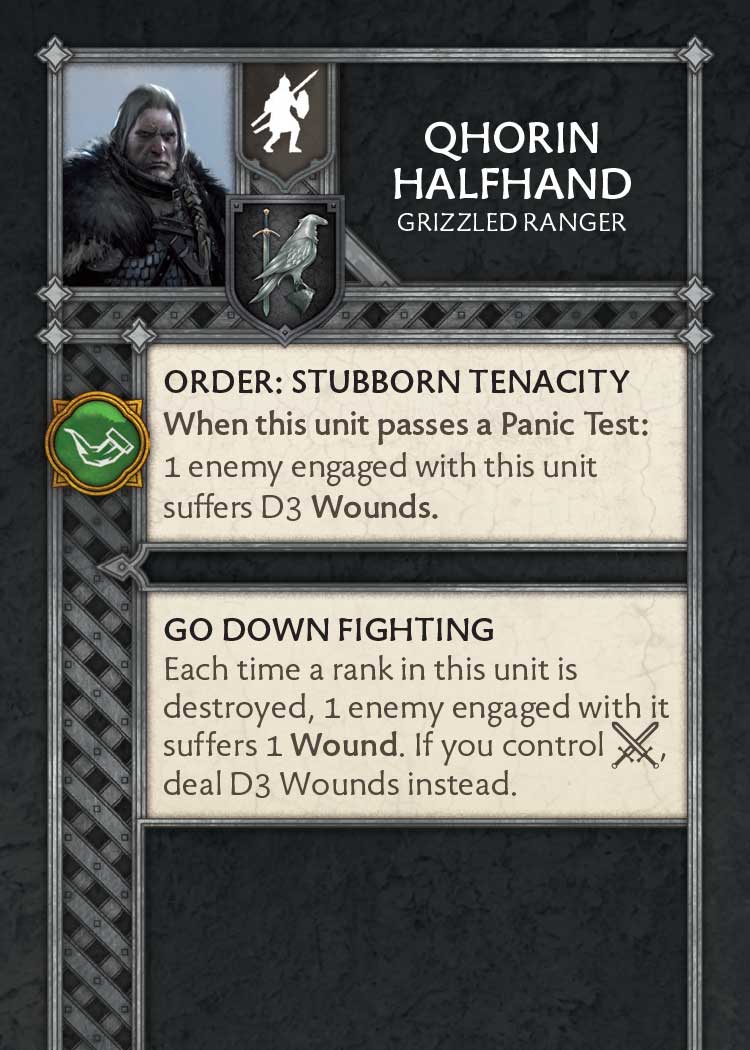 QHORIN
HALFHAND
GRIZZLED RANGER
ORDER: STUBBORN TENACITY
When this unit passes a Panic Test:
1 enemy engaged with this unit
suffers D3 Wounds.
GO DOWN FIGHTING
Each time a rank in this unit is
destroyed, 1 enemy engaged with it
suffers 1 Wound. If you control ,
deal D3 Wounds instead.